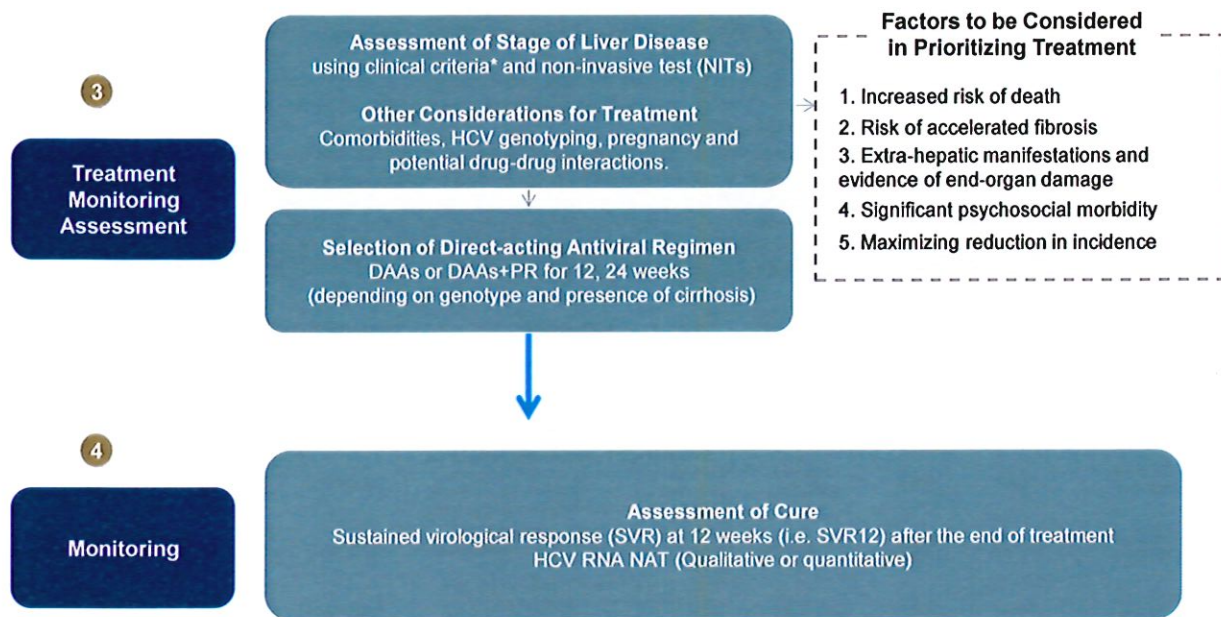 3
Treatment
Monitoring
Assessment
Assessment of Stage of Liver Disease
using clinical criteria* and non-invasive test (NITs)
Other Considerations for Treatment
Comorbidities, HCV genotyping, pregnancy and
potential drug-drug interactions.
Factors to be Considered
in Prioritizing Treatment
1. Increased risk of death
2. Risk of accelerated fibrosis
3. Extra-hepatic manifestations and
evidence of end-organ damage
4. Significant psychosocial morbidity
5. Maximizing reduction in incidence
Selection of Direct-acting Antiviral Regimen
DAAs or DAAs+PR for 12, 24 weeks
(depending on genotype and presence of cirrhosis)
4
Monitoring
Assessment of Cure
Sustained virological response (SVR) at 12 weeks (i.e. SVR12) after the end of treatment
HCV RNA NAT (Qualitative or quantitative)